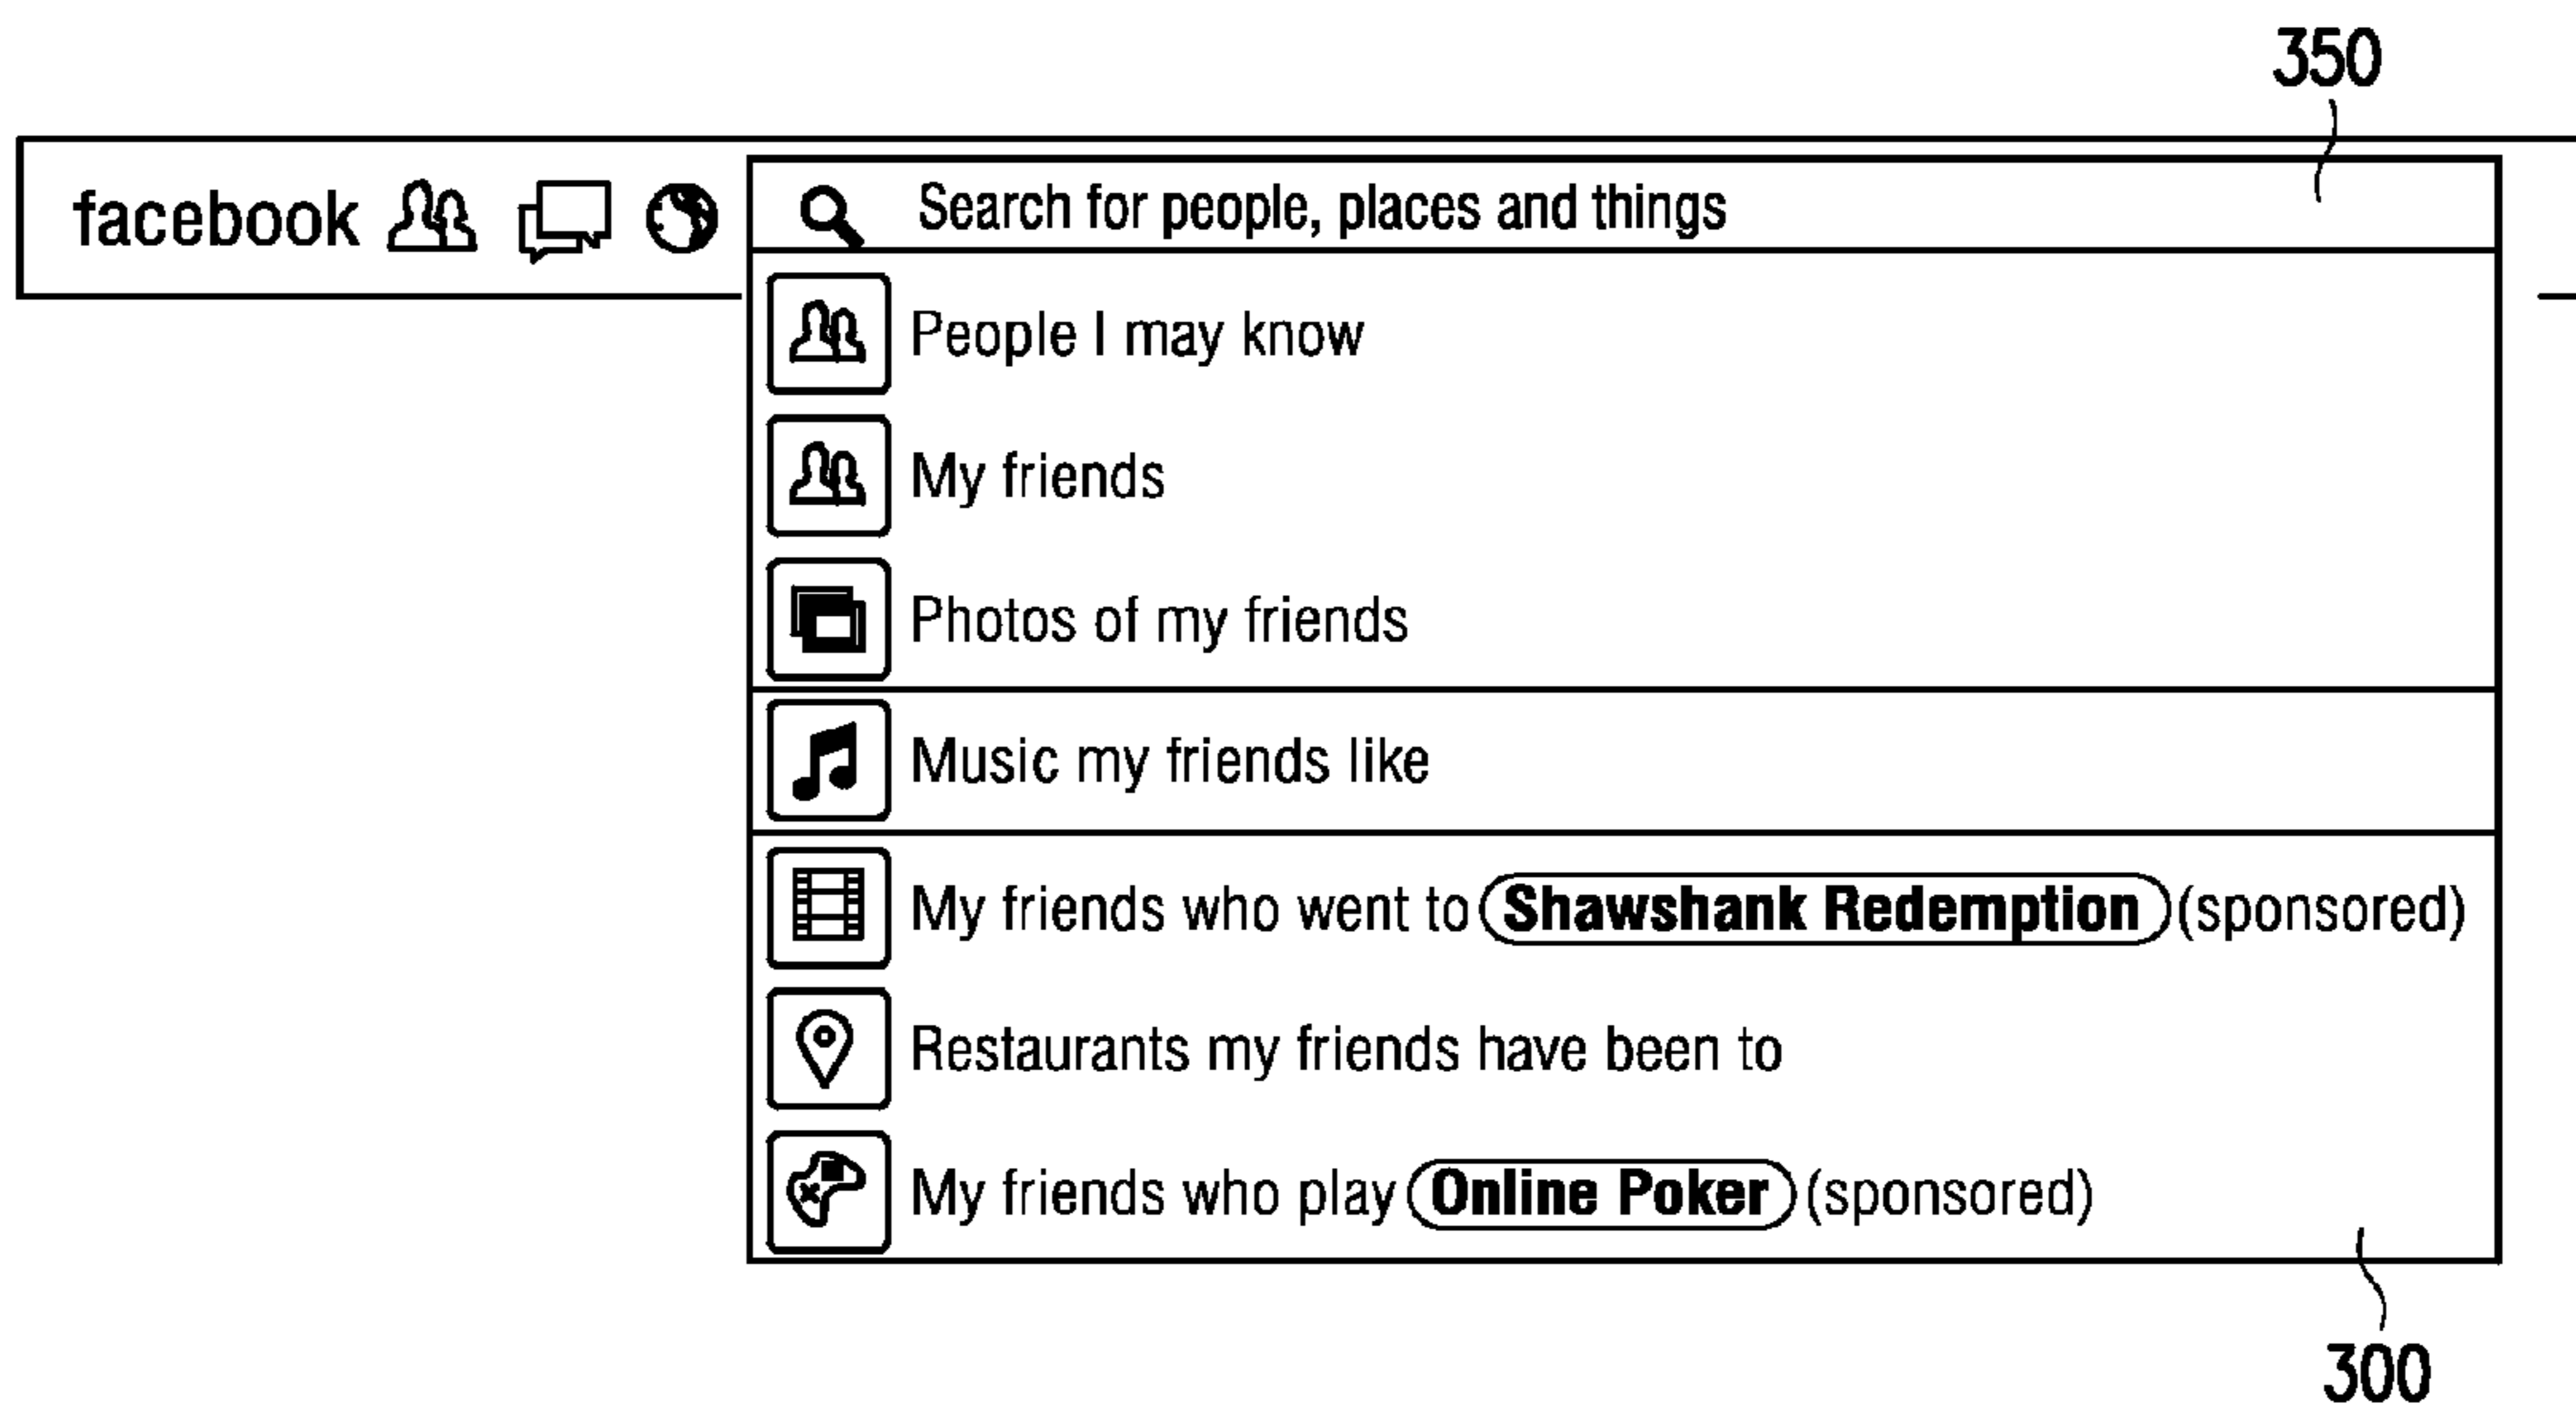 350
facebook
Search for people, places and things
People I may know
My friends
Photos of my friends
Music my friends like
My friends who went to Shawshank Redemption (sponsored)
Restaurants my friends have been to
My friends who play Online Poker (sponsored)
300